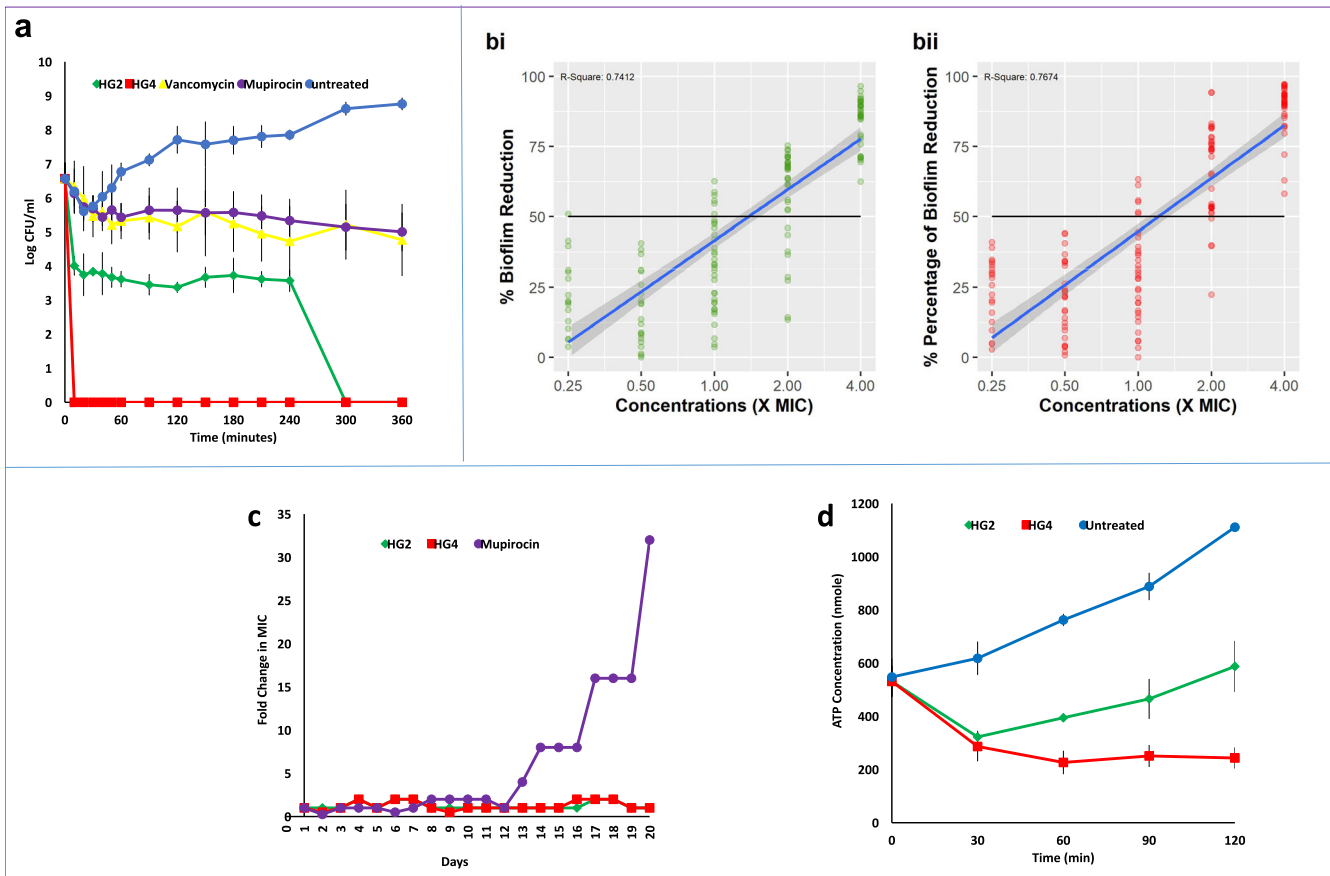 a
HG2 HG4 Vancomycin Mupirocin untreated
10
9
8
7
6
5
4
3
2
1
0
Log CFU/ml
0 60 120 180 240 300 360
Time (minutes)
bi
R-Square: 0.7412
100
75
50
25
0
% Bioflim Reduction
0.25 0.50 1.00 2.00 4.00
Concentrations (X MIC)
bii
R-Square: 0.7674
100
75
50
25
0
% Percentage of Biofilm Reduction
0.25 0.50 1.00 2.00 4.00
Concentrations (X MIC)
c
HG2 HG4 Mupirocin
35
30
25
20
15
10
5
0
Fold Change in MIC
0 1 2 3 4 5 6 7 8 9 10 11 12 13 14 15 16 17 18 19 20
Days
d
HG2 HG4 Untreated
1200
1000
800
600
400
200
0
ATP Concentration (nmole)
0 30 60 90 120
Time (min)